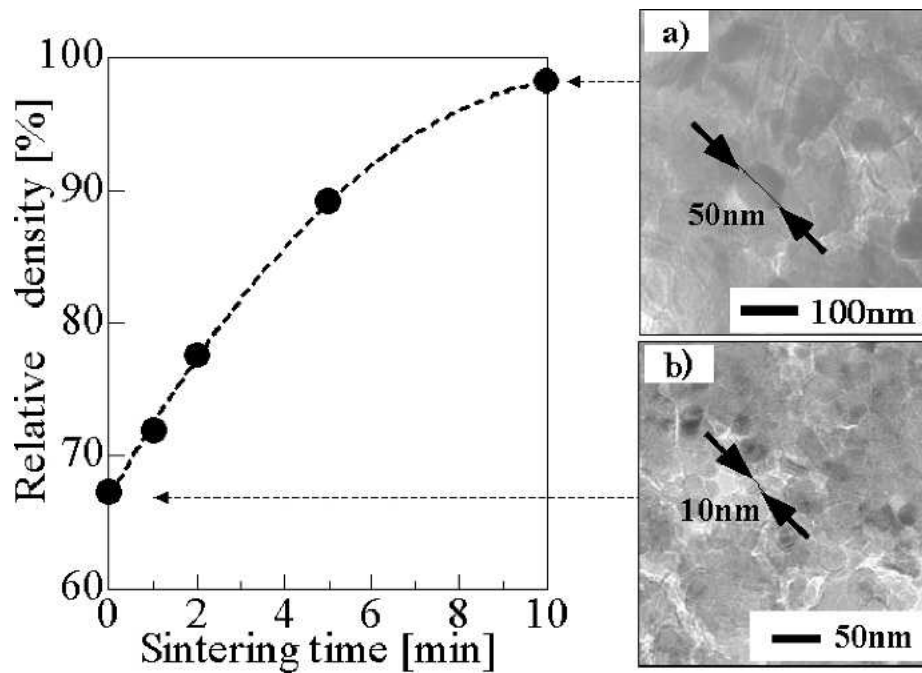 Relative density [%]
100
90
80
70
60
0 2 4 6 8 10
Sintering time [min]
a)
50nm
100nm
b)
10nm
50nm